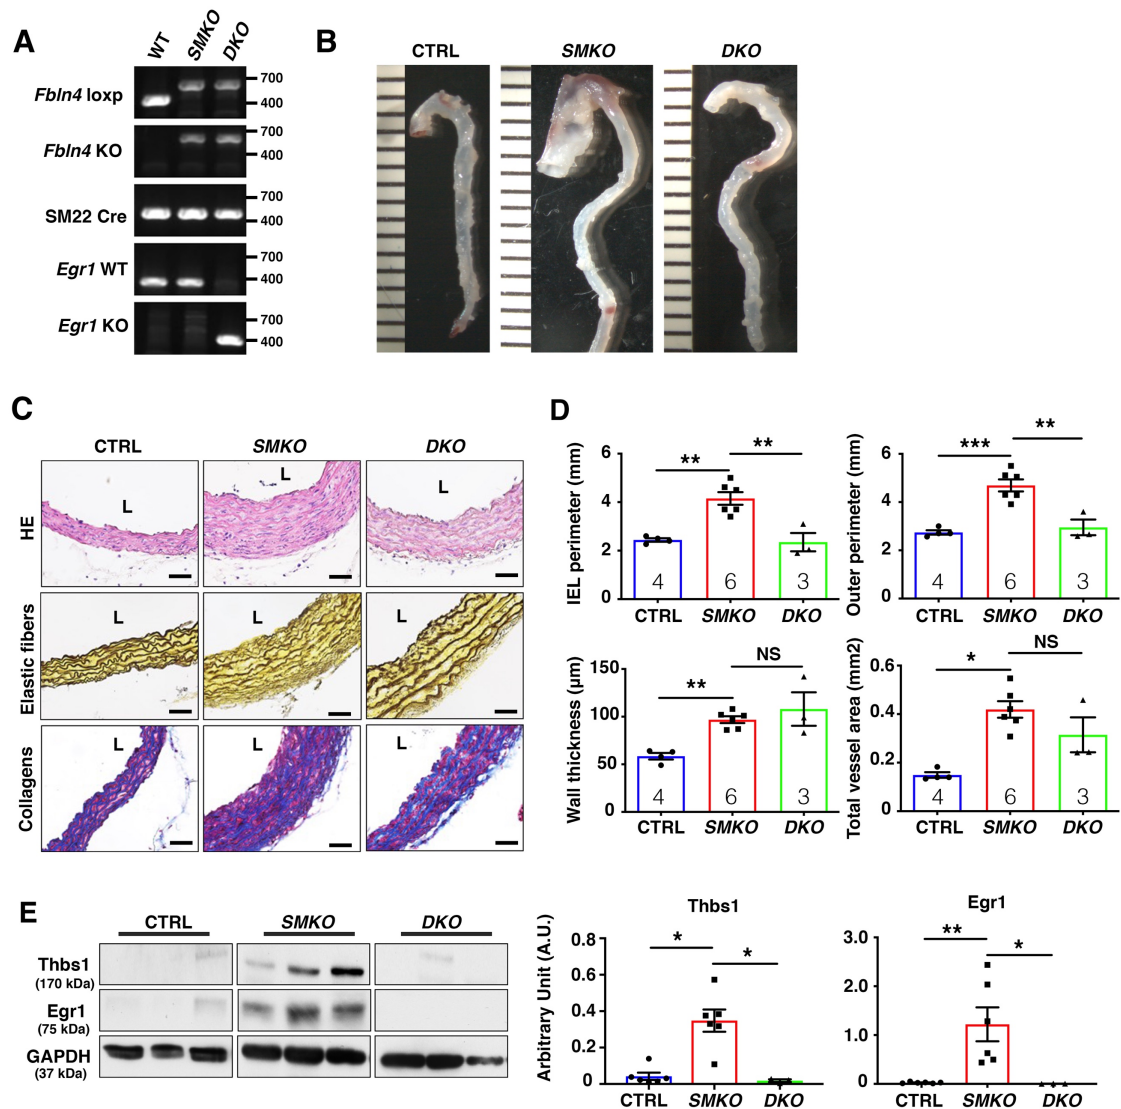 A
WT
SMKO
DKO
Fbln4 loxp
700
400
Fbln4 KO
700
400
SM22 Cre
700
400
Egr1 WT
700
400
Egr1 KO
700
400
B
CTRL
SMKO
DKO
C
CTRL
SMKO
DKO
HE
L
L
L
Elastic fibers
L
L
L
Collagens
L
L
L
D
IEL perimeter (mm)
6
4
2
0
**
**
4
6
3
CTRL
SMKO
DKO
Outer perimeter (mm)
6
4
2
0
***
**
4
6
3
CTRL
SMKO
DKO
Wall thickness (μm)
150
100
50
0
**
NS
4
6
3
CTRL
SMKO
DKO
Total vessel area (mm2)
0.6
0.4
0.2
0
*
NS
4
6
3
CTRL
SMKO
DKO
E
CTRL
SMKO
DKO
Thbs1
(170 kDa)
Egr1
(75 kDa)
GAPDH
(37 kDa)
Thbs1
Arbitrary Unit (A.U.)
0.8
0.6
0.4
0.2
0
*
*
CTRL
SMKO
DKO
Egr1
3.0
2.0
1.0
0
**
*
CTRL
SMKO
DKO